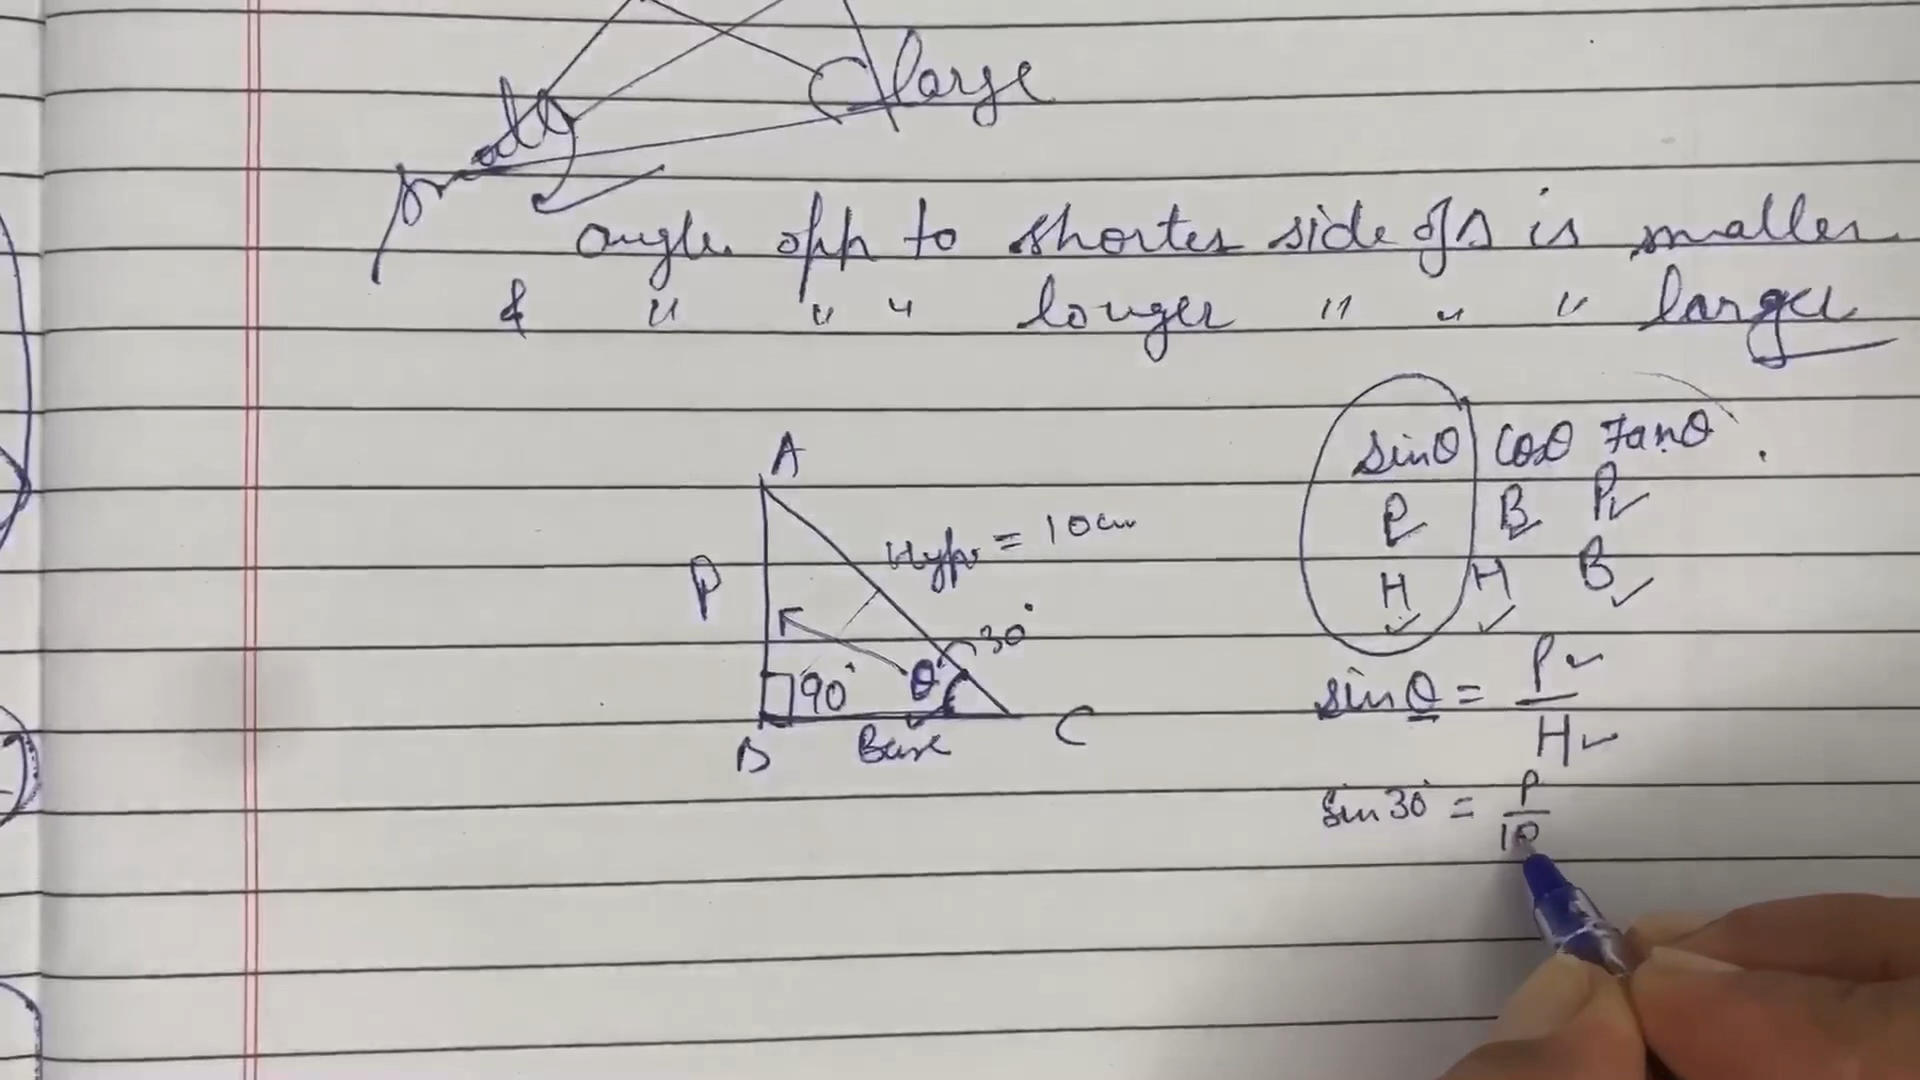 large
small
angle opp to shorter side of Δ is smaller
& " " " longer " " " larger
A
sinθ cosθ Tanθ
P B P
H H B
Hyp = 10cm
P
30°
90° θ
B Base C
sinθ = P/H
sin30° = P/10